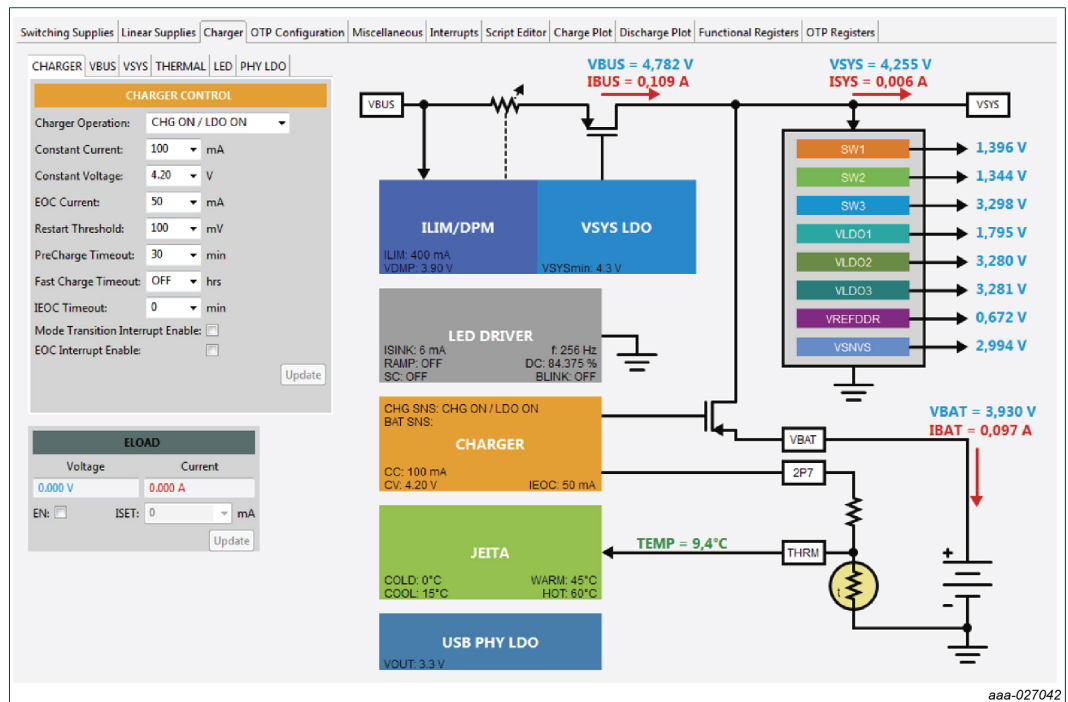 Switching Supplies Linear Supplies Charger OTP Configuration Miscellaneous Interrupts Script Editor Charge Plot Discharge Plot Functional Registers OTP Registers
CHARGER VBUS VSYS THERMAL LED PHY LDO
CHARGER CONTROL
Charger Operation: CHG ON / LDO ON
Constant Current: 100 mA
Constant Voltage: 4.20 V
EOC Current: 50 mA
Restart Threshold: 100 mV
PreCharge Timeout: 30 min
Fast Charge Timeout: OFF hrs
IEOC Timeout: 0 min
Mode Transition Interrupt Enable:
EOC Interrupt Enable:
Update
ELOAD
Voltage Current
0.000 V 0.000 A
EN: ISET: 0 mA
Update
VBUS = 4,782 V
IBUS = 0,109 A
VSYS = 4,255 V
ISYS = 0,006 A
VBUS
VSYS
ILIM/DPM
ILIM: 400 mA
VDMP: 3.90 V
VSYS LDO
VSYSmin: 4.3 V
SW1 1,396 V
SW2 1,344 V
SW3 3,298 V
VLDO1 1,795 V
VLDO2 3,280 V
VLDO3 3,281 V
VREFDDR 0,672 V
VSNVS 2,994 V
LED DRIVER
ISINK: 6 mA f: 256 Hz
RAMP: OFF DC: 84.375 %
SC: OFF BLINK: OFF
CHG SNS: CHG ON / LDO ON
BAT SNS:
CHARGER
CC: 100 mA
CV: 4.20 V IEOC: 50 mA
VBAT = 3,930 V
IBAT = 0,097 A
VBAT
2P7
JEITA
COLD: 0°C WARM: 45°C
COOL: 15°C HOT: 60°C
TEMP = 9,4°C
THRM
t
+
−
USB PHY LDO
VOUT: 3.3 V
aaa-027042